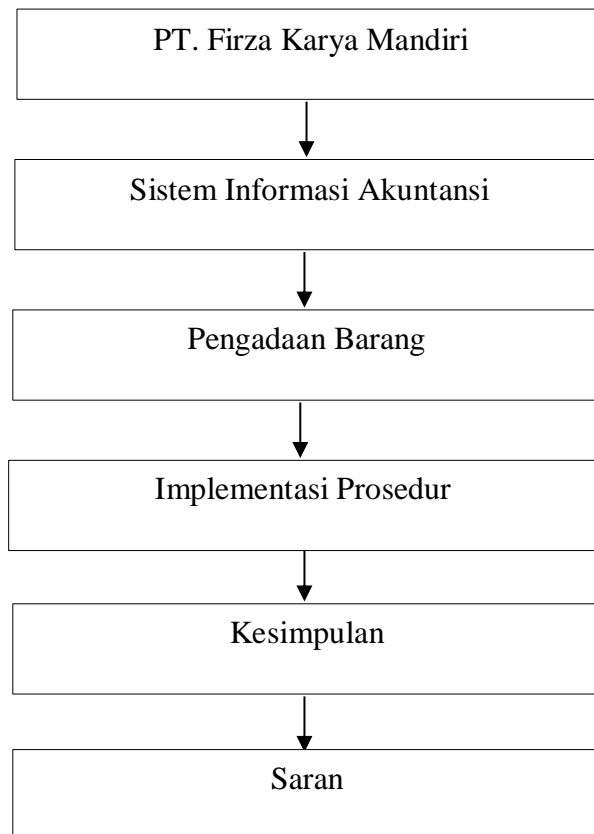 PT. Firza Karya Mandiri
Sistem Informasi Akuntansi
Pengadaan Barang
Implementasi Prosedur
Kesimpulan
Saran